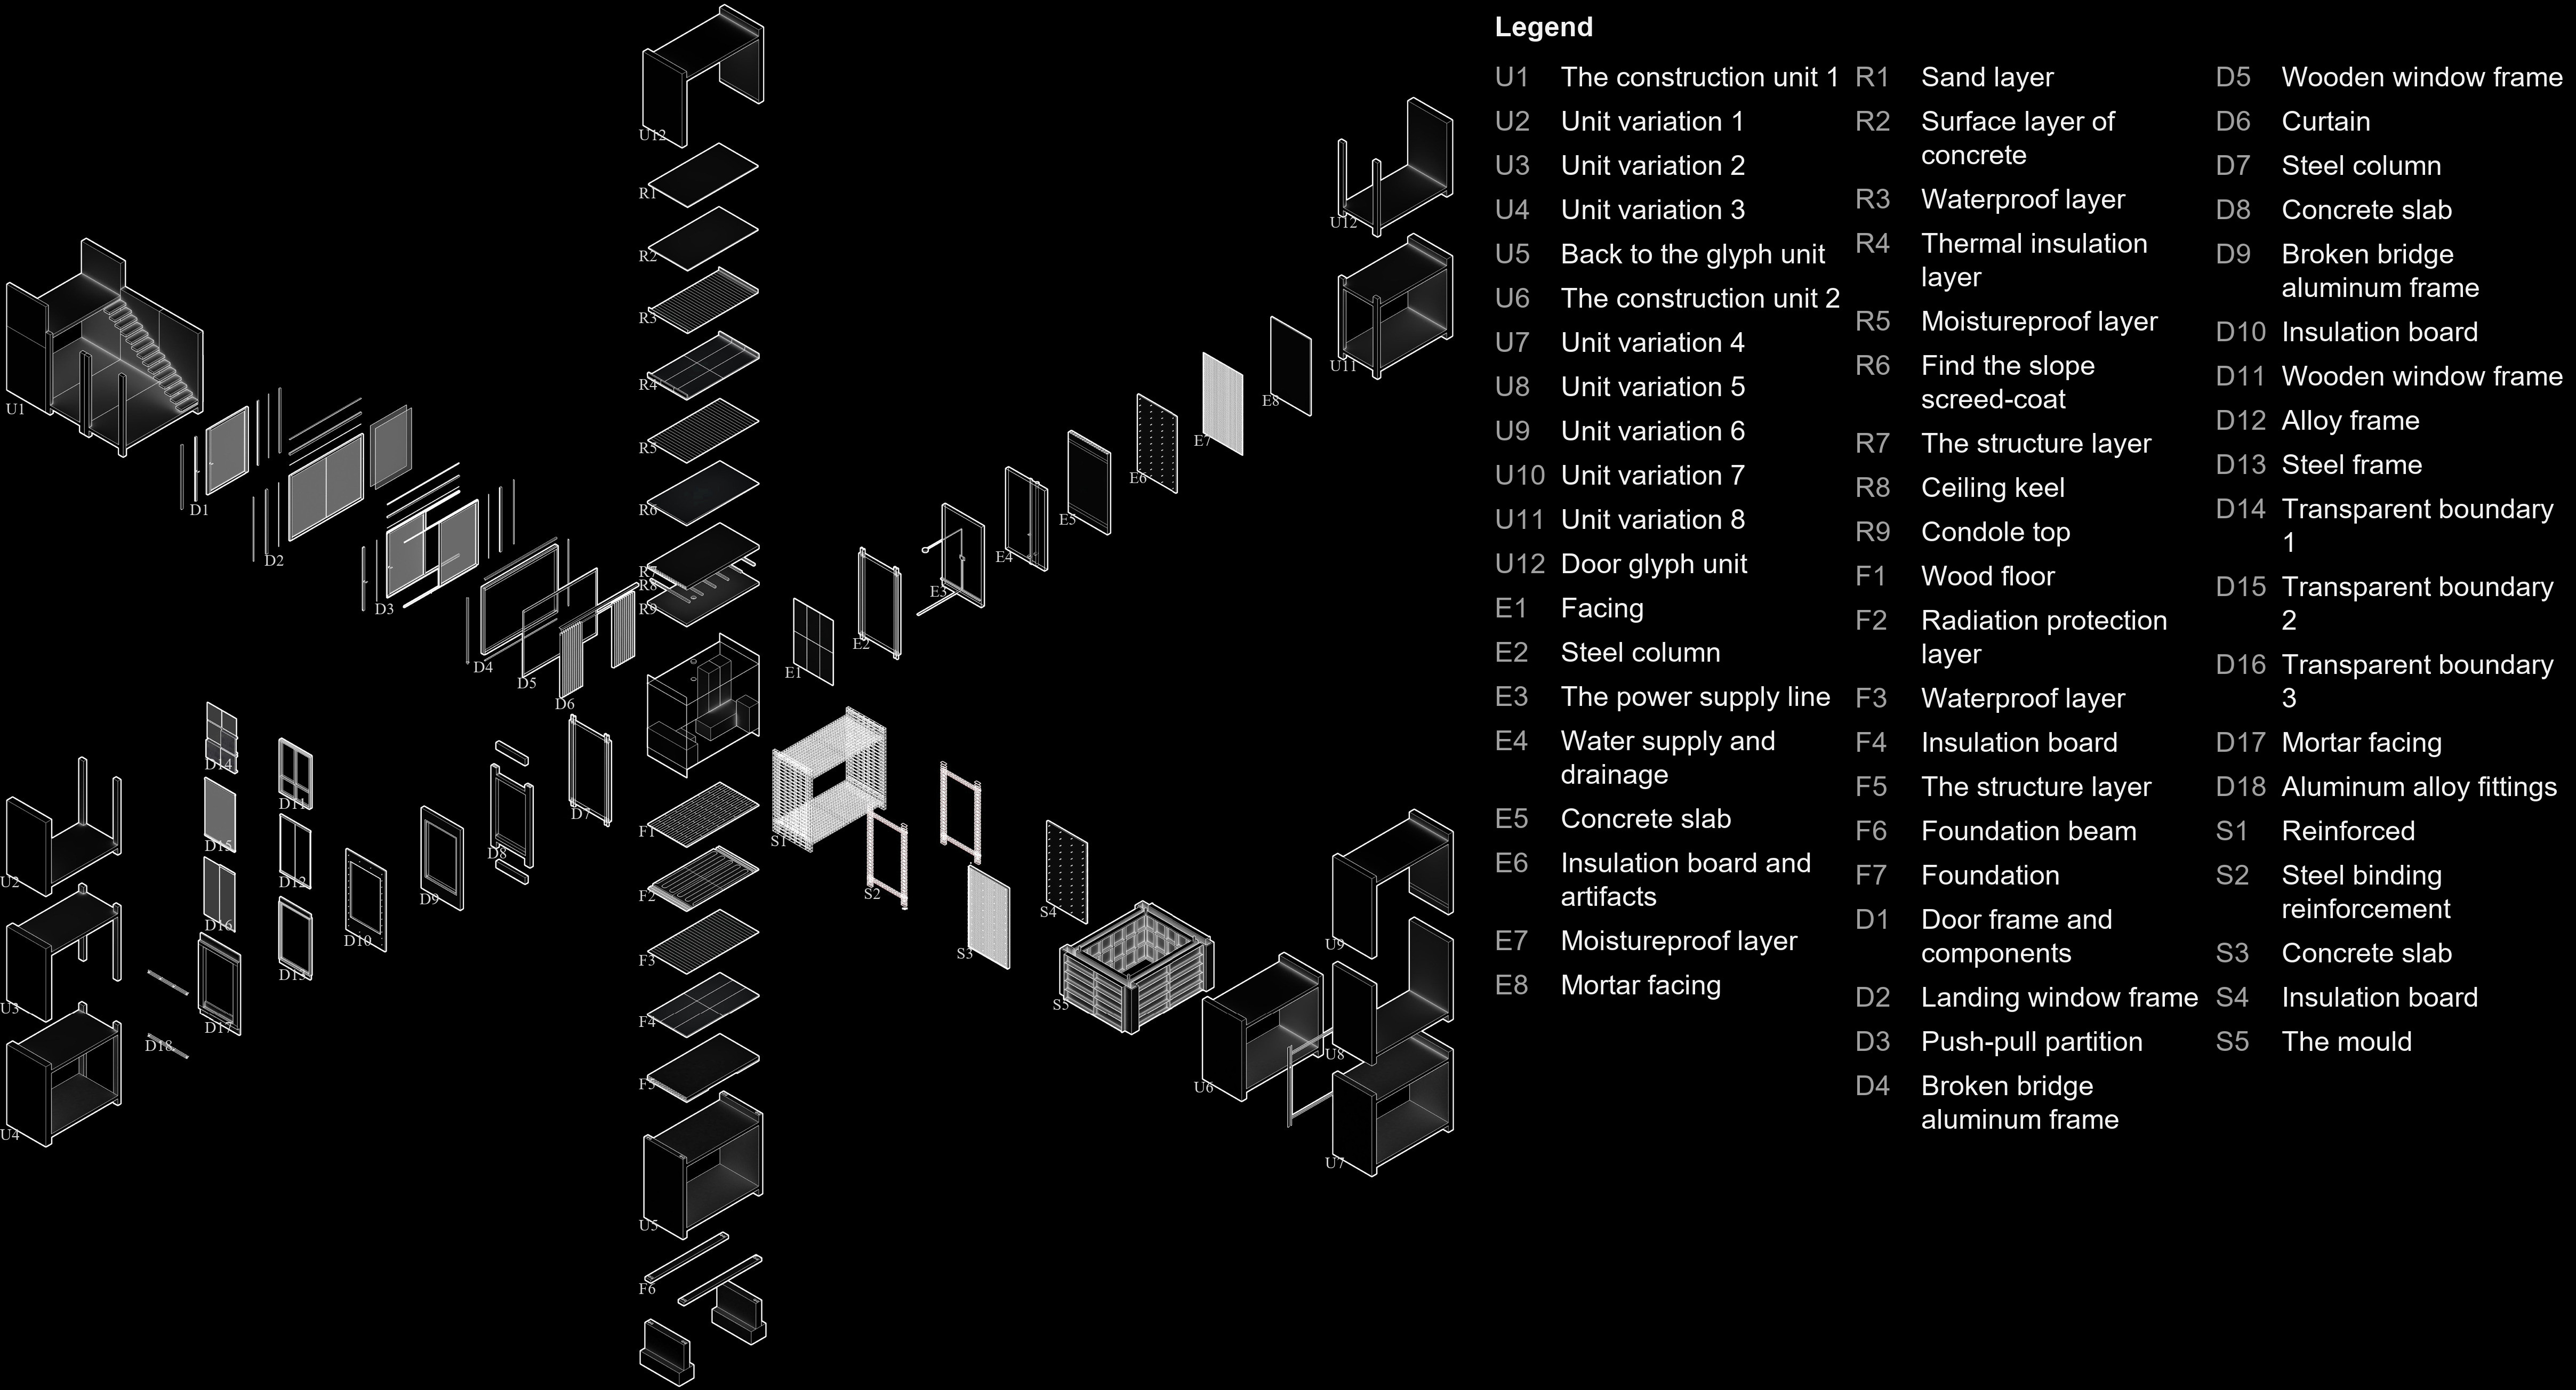 Legend
U1 The construction unit 1
U2 Unit variation 1
U3 Unit variation 2
U4 Unit variation 3
U5 Back to the glyph unit
U6 The construction unit 2
U7 Unit variation 4
U8 Unit variation 5
U9 Unit variation 6
U10 Unit variation 7
U11 Unit variation 8
U12 Door glyph unit
E1 Facing
E2 Steel column
E3 The power supply line
E4 Water supply and
drainage
E5 Concrete slab
E6 Insulation board and
artifacts
E7 Moistureproof layer
E8 Mortar facing
R1 Sand layer
R2 Surface layer of
concrete
R3 Waterproof layer
R4 Thermal insulation
layer
R5 Moistureproof layer
R6 Find the slope
screed-coat
R7 The structure layer
R8 Ceiling keel
R9 Condole top
F1 Wood floor
F2 Radiation protection
layer
F3 Waterproof layer
F4 Insulation board
F5 The structure layer
F6 Foundation beam
F7 Foundation
D1 Door frame and
components
D2 Landing window frame
D3 Push-pull partition
D4 Broken bridge
aluminum frame
D5 Wooden window frame
D6 Curtain
D7 Steel column
D8 Concrete slab
D9 Broken bridge
aluminum frame
D10 Insulation board
D11 Wooden window frame
D12 Alloy frame
D13 Steel frame
D14 Transparent boundary
1
D15 Transparent boundary
2
D16 Transparent boundary
3
D17 Mortar facing
D18 Aluminum alloy fittings
S1 Reinforced
S2 Steel binding
reinforcement
S3 Concrete slab
S4 Insulation board
S5 The mould
U12
R1
R2
R3
R4
R5
R6
R7
R8
R9
U1
D1
D2
D3
D4
D5
D6
U12
U11
E8
E7
E6
E5
E4
E3
E2
E1
D14
D15
D16
D17
D18
D11
D12
D13
D10
D9
D8
D7
U2
U3
U4
F1
F2
F3
F4
F5
U5
F6
S1
S2
S3
S4
S5
U6
U9
U8
U7